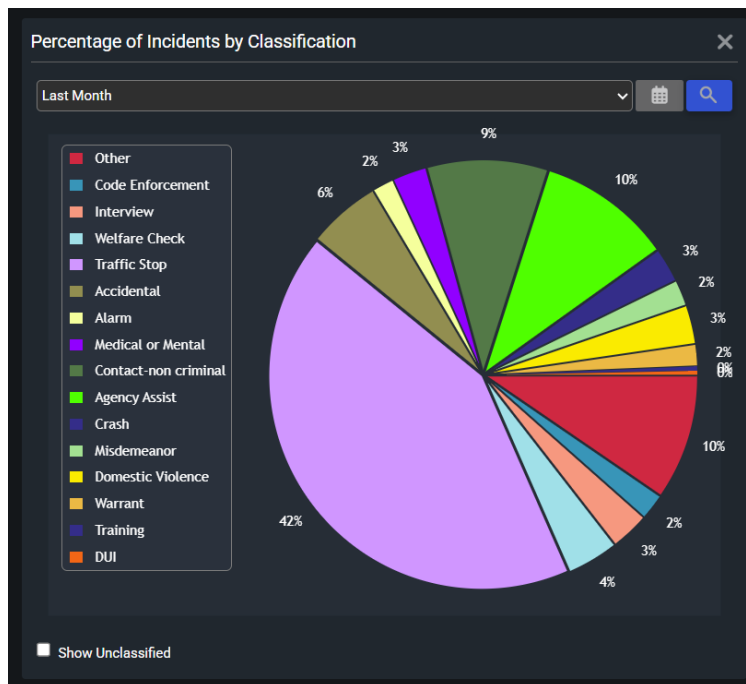 Percentage of Incidents by Classification
Last Month
Other
Code Enforcement
Interview
Welfare Check
Traffic Stop
Accidental
Alarm
Medical or Mental
Contact-non criminal
Agency Assist
Crash
Misdemeanor
Domestic Violence
Warrant
Training
DUI
9%
3%
2%
6%
10%
3%
2%
3%
2%
0%
0%
10%
2%
3%
4%
42%
Show Unclassified